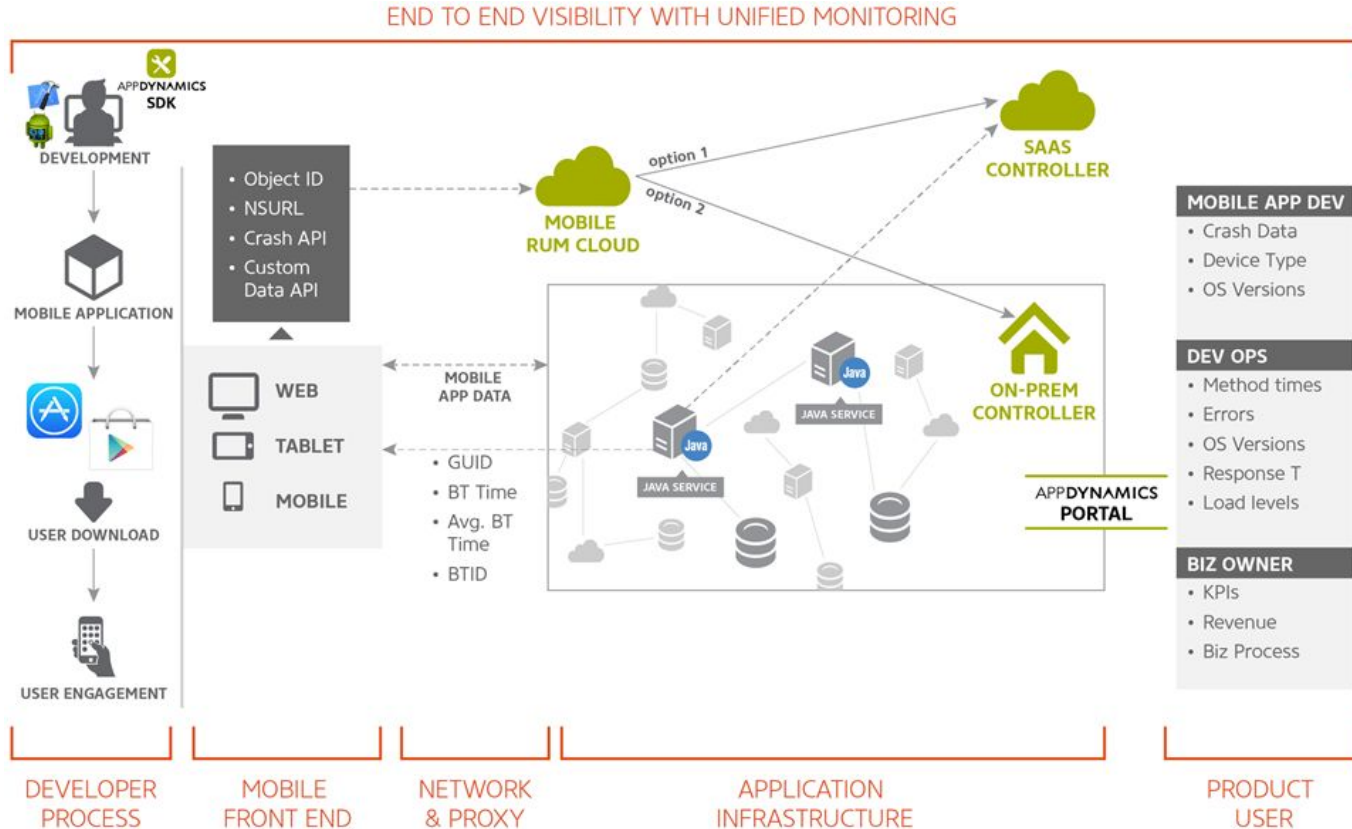 END TO END VISIBILITY WITH UNIFIED MONITORING
APPDYNAMICS
SDK
DEVELOPMENT
MOBILE APPLICATION
USER DOWNLOAD
USER ENGAGEMENT
• Object ID
• NSURL
• Crash API
• Custom
Data API
WEB
TABLET
MOBILE
MOBILE
APP DATA
• GUID
• BT Time
• Avg. BT
Time
• BTID
MOBILE
RUM CLOUD
option 1
option 2
SAAS
CONTROLLER
ON-PREM
CONTROLLER
Java
JAVA SERVICE
Java
JAVA SERVICE
APPDYNAMICS
PORTAL
MOBILE APP DEV
• Crash Data
• Device Type
• OS Versions
DEV OPS
• Method times
• Errors
• OS Versions
• Response T
• Load levels
BIZ OWNER
• KPIs
• Revenue
• Biz Process
DEVELOPER
PROCESS
MOBILE
FRONT END
NETWORK
& PROXY
APPLICATION
INFRASTRUCTURE
PRODUCT
USER